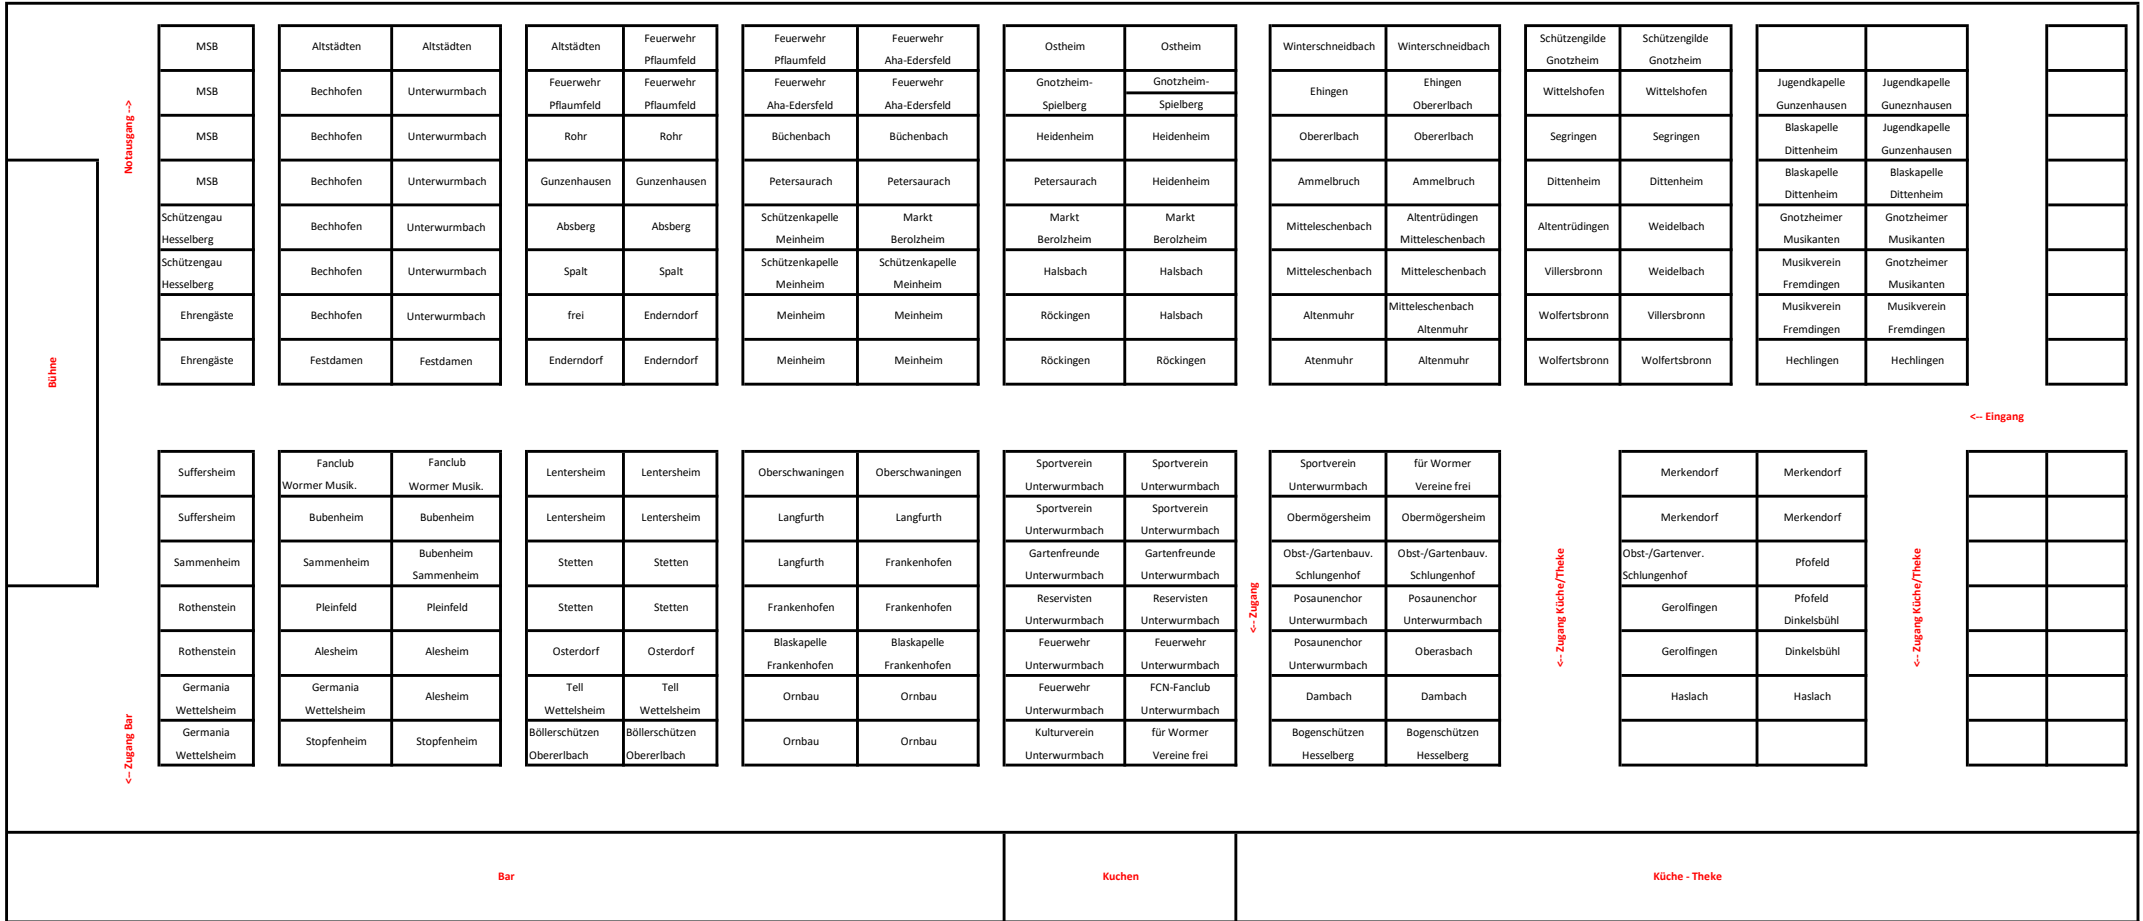 MSB
Altstädten
Altstädten
Altstädten
Feuerwehr
Pflaumfeld
Feuerwehr
Pflaumfeld
Feuerwehr
Aha-Edersfeld
Ostheim
Ostheim
Winterschneidbach
Winterschneidbach
Schützengilde
Gnotzheim
Schützengilde
Gnotzheim
MSB
Bechhofen
Unterwurmbach
Feuerwehr
Pflaumfeld
Feuerwehr
Pflaumfeld
Feuerwehr
Aha-Edersfeld
Feuerwehr
Aha-Edersfeld
Gnotzheim-
Spielberg
Gnotzheim-
Spielberg
Ehingen
Ehingen
Obererlbach
Wittelshofen
Wittelshofen
Jugendkapelle
Gunzenhausen
Jugendkapelle
Guneznhausen
Notausgang -->
MSB
Bechhofen
Unterwurmbach
Rohr
Rohr
Büchenbach
Büchenbach
Heidenheim
Heidenheim
Obererlbach
Obererlbach
Segringen
Segringen
Blaskapelle
Dittenheim
Jugendkapelle
Gunzenhausen
MSB
Bechhofen
Unterwurmbach
Gunzenhausen
Gunzenhausen
Petersaurach
Petersaurach
Petersaurach
Heidenheim
Ammelbruch
Ammelbruch
Dittenheim
Dittenheim
Blaskapelle
Dittenheim
Blaskapelle
Dittenheim
Schützengau
Hesselberg
Bechhofen
Unterwurmbach
Absberg
Absberg
Schützenkapelle
Meinheim
Markt
Berolzheim
Markt
Berolzheim
Markt
Berolzheim
Mitteleschenbach
Altentrüdingen
Mitteleschenbach
Altentrüdingen
Weidelbach
Gnotzheimer
Musikanten
Gnotzheimer
Musikanten
Schützengau
Hesselberg
Bechhofen
Unterwurmbach
Spalt
Spalt
Schützenkapelle
Meinheim
Schützenkapelle
Meinheim
Halsbach
Halsbach
Mitteleschenbach
Mitteleschenbach
Villersbronn
Weidelbach
Musikverein
Fremdingen
Gnotzheimer
Musikanten
Ehrengäste
Bechhofen
Unterwurmbach
frei
Enderndorf
Meinheim
Meinheim
Röckingen
Halsbach
Altenmuhr
Mitteleschenbach
Altenmuhr
Wolfertsbronn
Villersbronn
Musikverein
Fremdingen
Musikverein
Fremdingen
Bühne
Ehrengäste
Festdamen
Festdamen
Enderndorf
Enderndorf
Meinheim
Meinheim
Röckingen
Röckingen
Atenmuhr
Altenmuhr
Wolfertsbronn
Wolfertsbronn
Hechlingen
Hechlingen
<-- Eingang
Suffersheim
Fanclub
Wormer Musik.
Fanclub
Wormer Musik.
Lentersheim
Lentersheim
Oberschwaningen
Oberschwaningen
Sportverein
Unterwurmbach
Sportverein
Unterwurmbach
Sportverein
Unterwurmbach
für Wormer
Vereine frei
Merkendorf
Merkendorf
Suffersheim
Bubenheim
Bubenheim
Lentersheim
Lentersheim
Langfurth
Langfurth
Sportverein
Unterwurmbach
Sportverein
Unterwurmbach
Obermögersheim
Obermögersheim
Merkendorf
Merkendorf
Sammenheim
Sammenheim
Bubenheim
Sammenheim
Stetten
Stetten
Langfurth
Frankenhofen
Gartenfreunde
Unterwurmbach
Gartenfreunde
Unterwurmbach
Obst-/Gartenbauv.
Schlungenhof
Obst-/Gartenbauv.
Schlungenhof
Obst-/Gartenver.
Schlungenhof
Pfofeld
<-- Zugang
<-- Zugang Küche/Theke
<-- Zugang Küche/Theke
Rothenstein
Pleinfeld
Pleinfeld
Stetten
Stetten
Frankenhofen
Frankenhofen
Reservisten
Unterwurmbach
Reservisten
Unterwurmbach
Posaunenchor
Unterwurmbach
Posaunenchor
Unterwurmbach
Gerolfingen
Pfofeld
Dinkelsbühl
Rothenstein
Alesheim
Alesheim
Osterdorf
Osterdorf
Blaskapelle
Frankenhofen
Blaskapelle
Frankenhofen
Feuerwehr
Unterwurmbach
Feuerwehr
Unterwurmbach
Posaunenchor
Unterwurmbach
Oberasbach
Gerolfingen
Dinkelsbühl
Germania
Wettelsheim
Germania
Wettelsheim
Alesheim
Tell
Wettelsheim
Tell
Wettelsheim
Ornbau
Ornbau
Feuerwehr
Unterwurmbach
FCN-Fanclub
Unterwurmbach
Dambach
Dambach
Haslach
Haslach
<-- Zugang Bar
Germania
Wettelsheim
Stopfenheim
Stopfenheim
Böllerschützen
Obererlbach
Böllerschützen
Obererlbach
Ornbau
Ornbau
Kulturverein
Unterwurmbach
für Wormer
Vereine frei
Bogenschützen
Hesselberg
Bogenschützen
Hesselberg
Bar
Kuchen
Küche - Theke